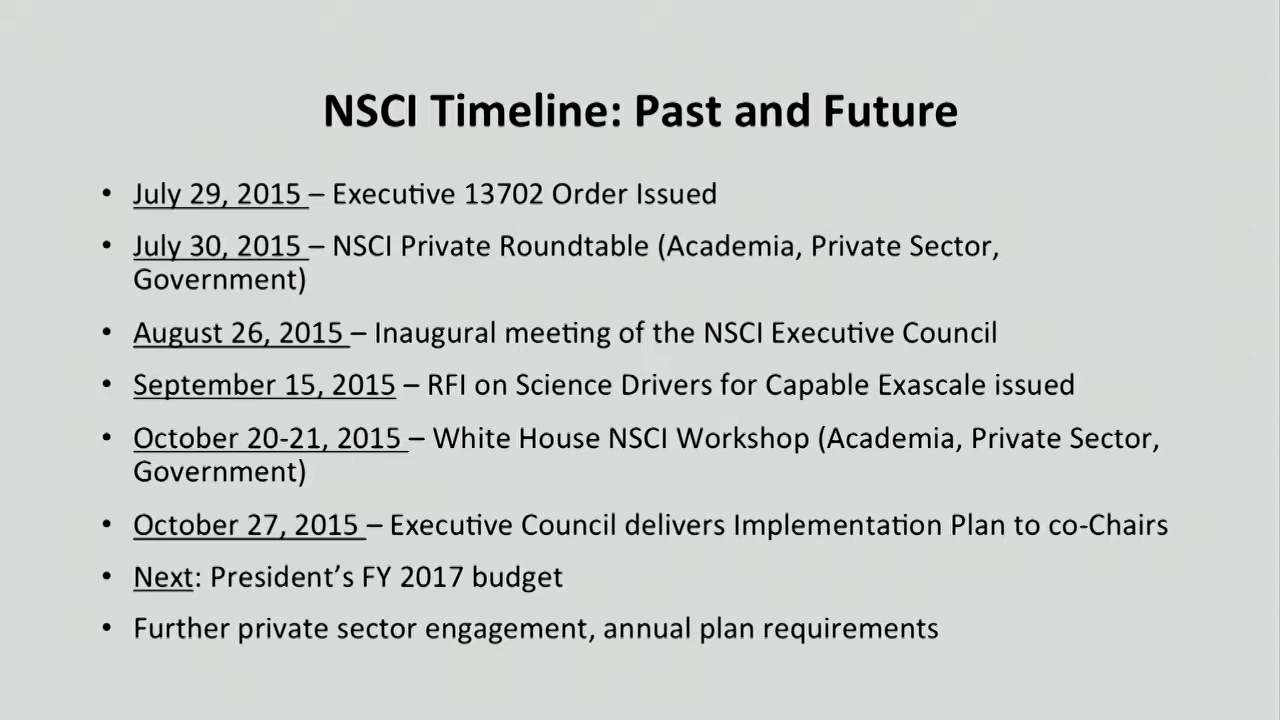 NSCI Timeline: Past and Future
• July 29, 2015 – Executive 13702 Order Issued
• July 30, 2015 – NSCI Private Roundtable (Academia, Private Sector,
Government)
• August 26, 2015 – Inaugural meeting of the NSCI Executive Council
• September 15, 2015 – RFI on Science Drivers for Capable Exascale issued
• October 20-21, 2015 – White House NSCI Workshop (Academia, Private Sector,
Government)
• October 27, 2015 – Executive Council delivers Implementation Plan to co-Chairs
• Next: President’s FY 2017 budget
• Further private sector engagement, annual plan requirements